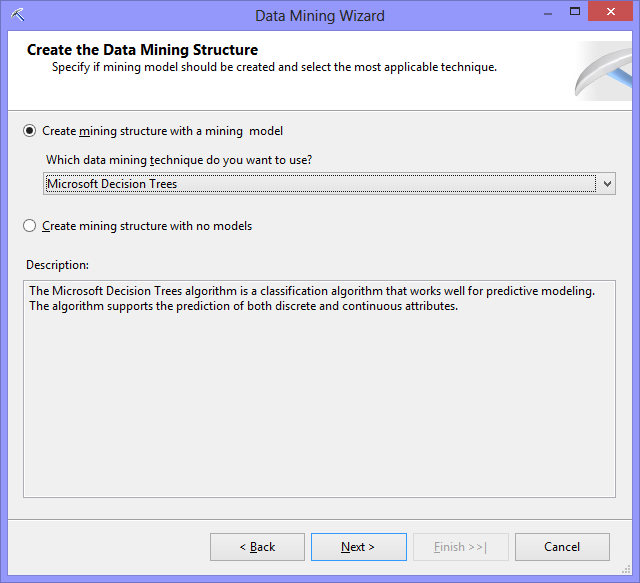 Data Mining Wizard
Create the Data Mining Structure
Specify if mining model should be created and select the most applicable technique.
Create mining structure with a mining model
Which data mining technique do you want to use?
Microsoft Decision Trees
Create mining structure with no models
Description:
The Microsoft Decision Trees algorithm is a classification algorithm that works well for predictive modeling.
The algorithm supports the prediction of both discrete and continuous attributes.
< Back
Next >
Finish >>|
Cancel